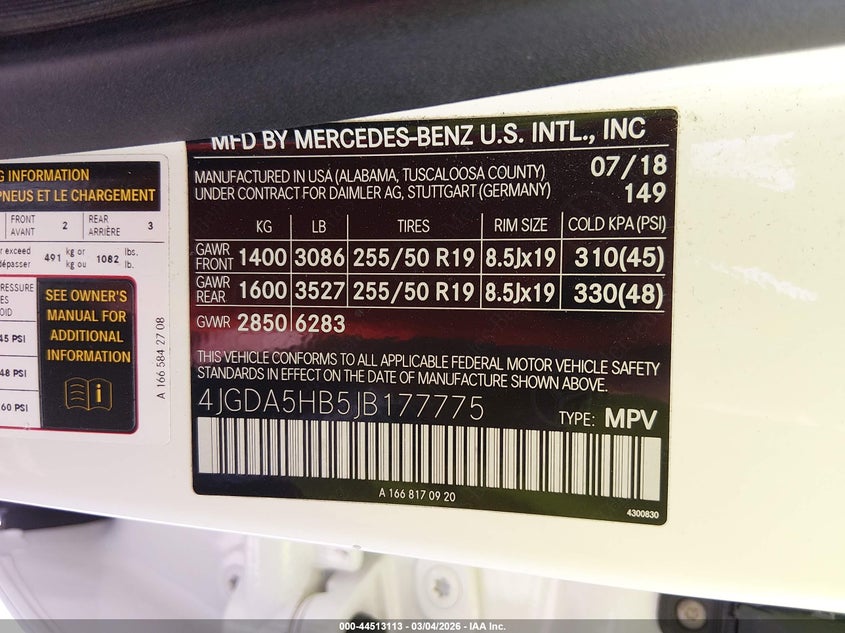 G INFORMATION
PNEUS ET LE CHARGEMENT
FRONT AVANT 2 REAR ARRIÈRE 3
er exceed dépasser 491 kg or kg ou 1082 lbs. lb.
RESSURE
SIES
OID
45 PSI
48 PSI
60 PSI
SEE OWNER'S
MANUAL FOR
ADDITIONAL
INFORMATION
i
A 166 584 27 08
MFD BY MERCEDES-BENZ U.S. INTL., INC
MANUFACTURED IN USA (ALABAMA, TUSCALOOSA COUNTY) 07/18
UNDER CONTRACT FOR DAIMLER AG, STUTTGART (GERMANY) 149
KG LB TIRES RIM SIZE COLD KPA (PSI)
GAWR FRONT 1400 3086 255/50 R19 8.5Jx19 310(45)
GAWR REAR 1600 3527 255/50 R19 8.5Jx19 330(48)
GVWR 2850 6283
THIS VEHICLE CONFORMS TO ALL APPLICABLE FEDERAL MOTOR VEHICLE SAFETY
STANDARDS IN EFFECT ON THE DATE OF MANUFACTURE SHOWN ABOVE.
4JGDA5HB5JB177775
TYPE: MPV
A 166 817 09 20
4300830
000-44513113 - 03/04/2026 - IAA Inc.